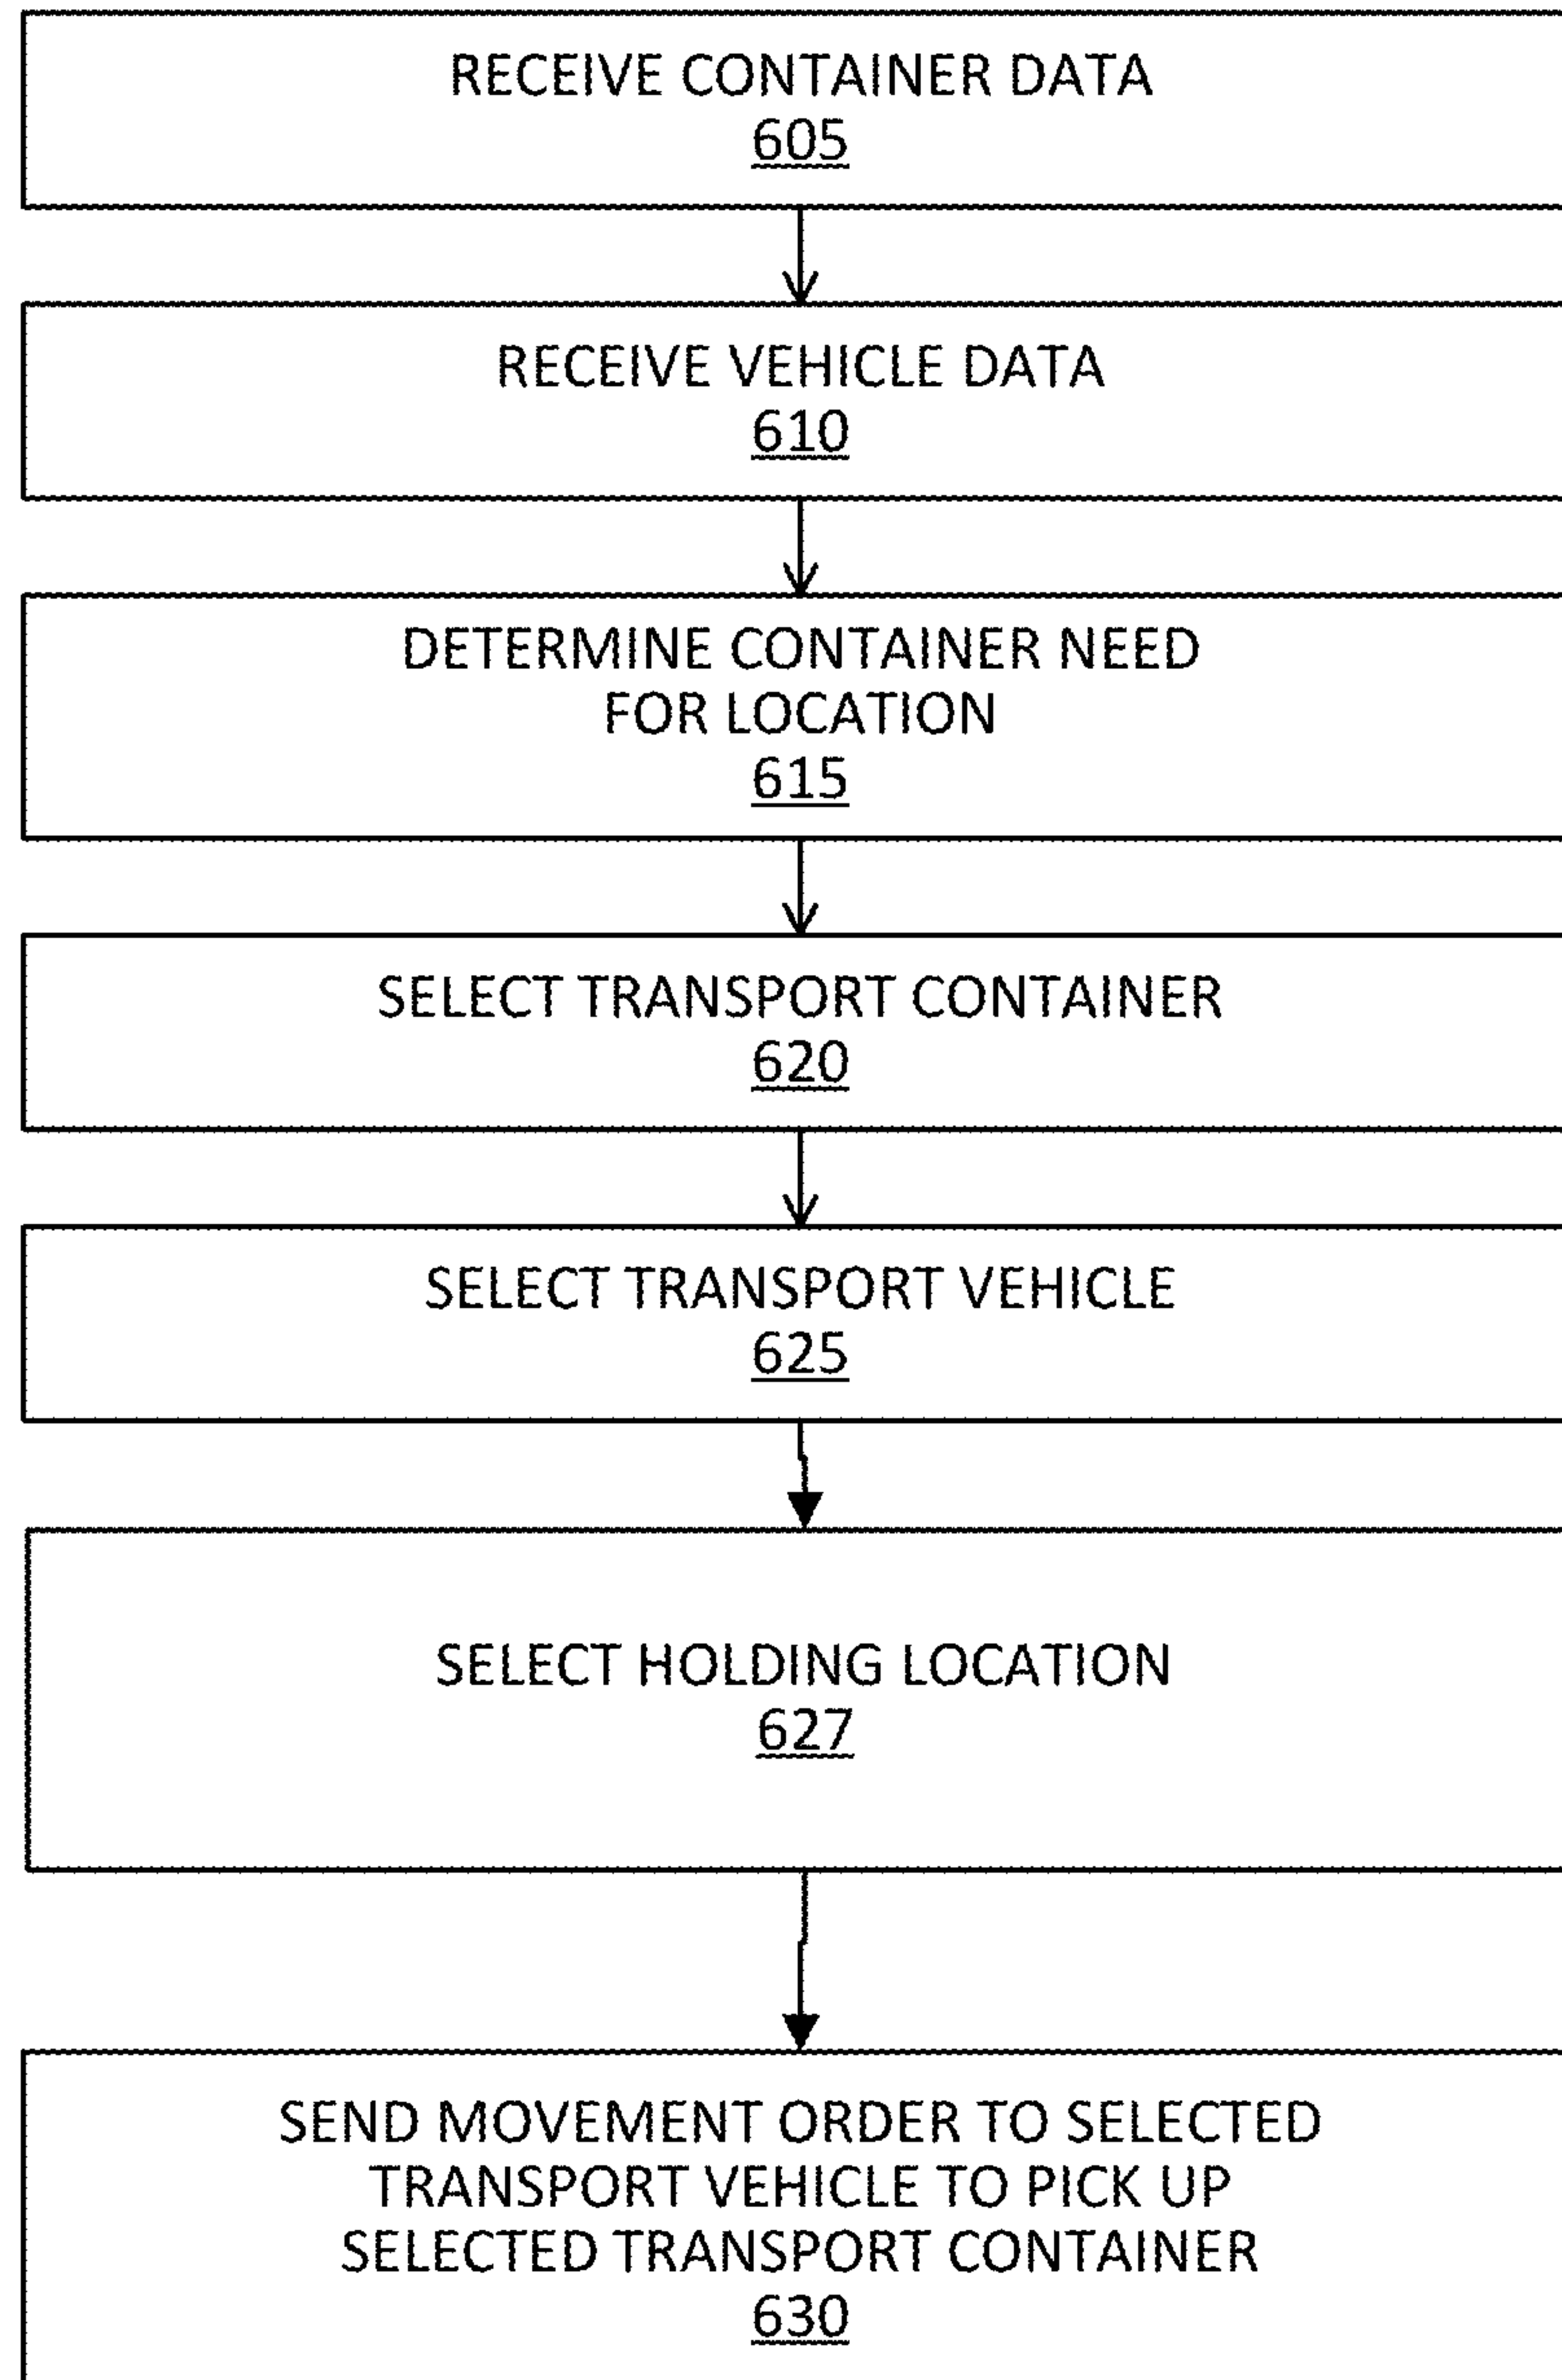 RECEIVE CONTAINER DATA
605
RECEIVE VEHICLE DATA
610
DETERMINE CONTAINER NEED
FOR LOCATION
615
SELECT TRANSPORT CONTAINER
620
SELECT TRANSPORT VEHICLE
625
SELECT HOLDING LOCATION
627
SEND MOVEMENT ORDER TO SELECTED
TRANSPORT VEHICLE TO PICK UP
SELECTED TRANSPORT CONTAINER
630